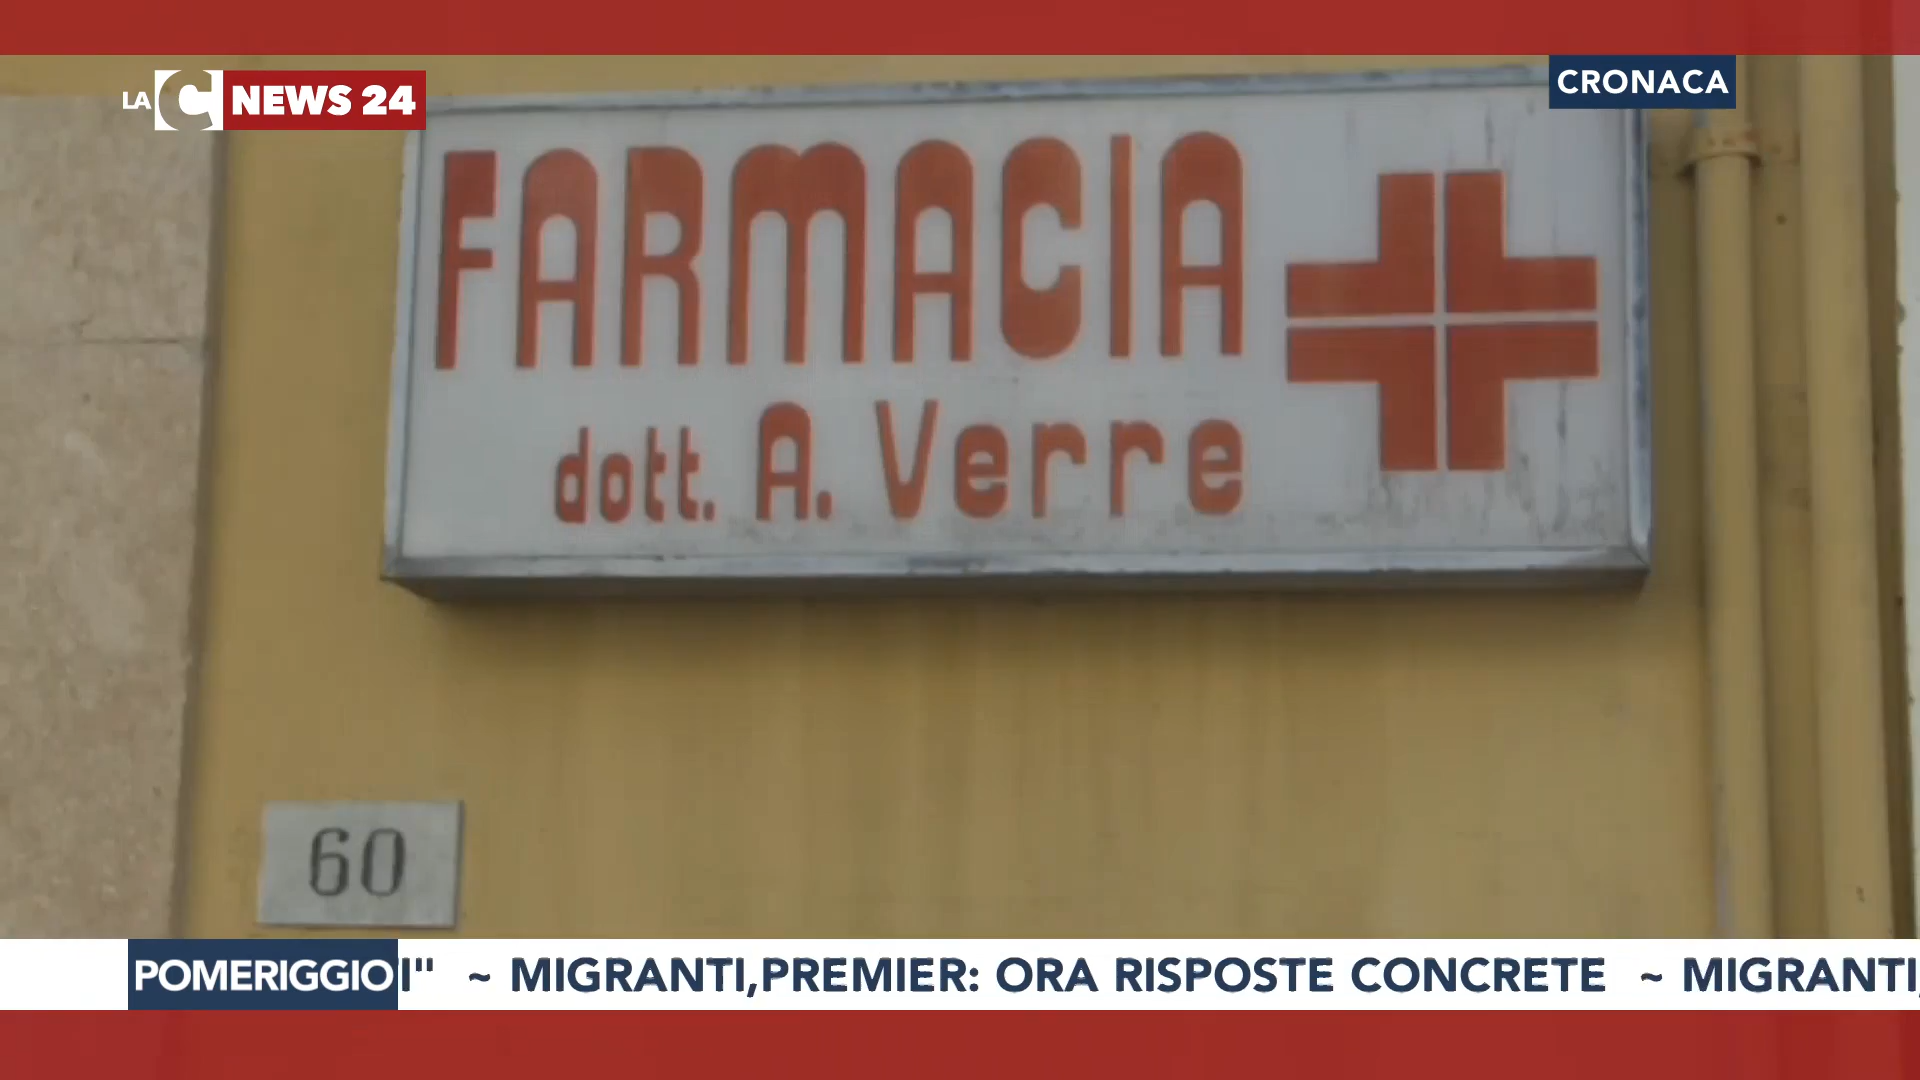 LA C NEWS 24
CRONACA
FARMACIA
dott. A. Verre
60
POMERIGGIO
I" ~ MIGRANTI,PREMIER: ORA RISPOSTE CONCRETE ~ MIGRANTI,